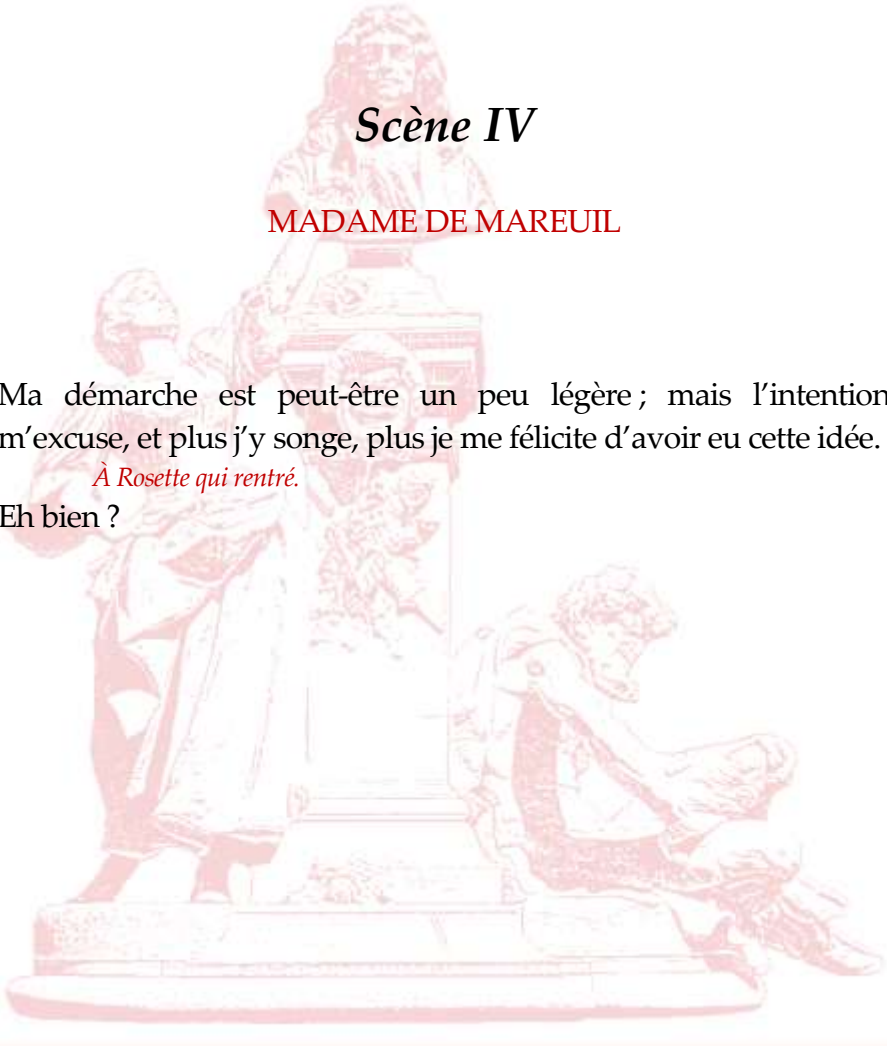 Scène IV
MADAME DE MAREUIL
Ma démarche est peut-être un peu légère ; mais l’intention
m’excuse, et plus j’y songe, plus je me félicite d’avoir eu cette idée.
À Rosette qui rentré.
Eh bien ?